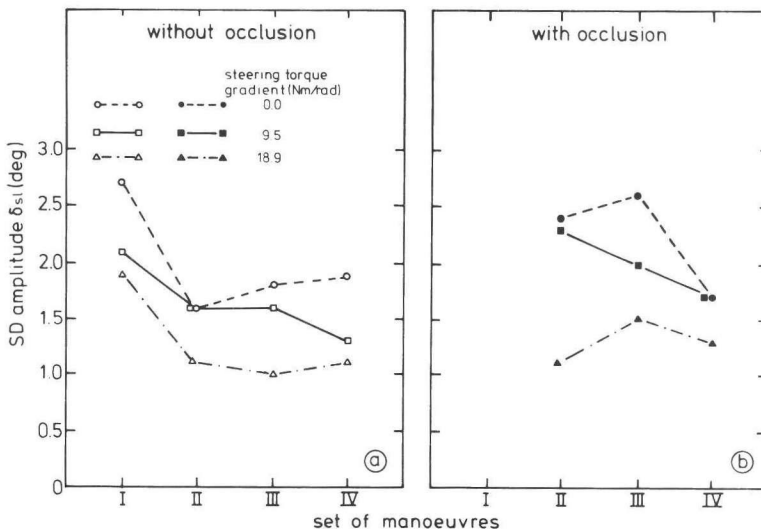 without occlusion
with occlusion
steering torque
gradient (Nm/rad)
0.0
9.5
18.9
SD amplitude δsl (deg)
3.0
2.5
2.0
1.5
1.0
0.5
0
a
b
I II III IV
I II III IV
set of manoeuvres